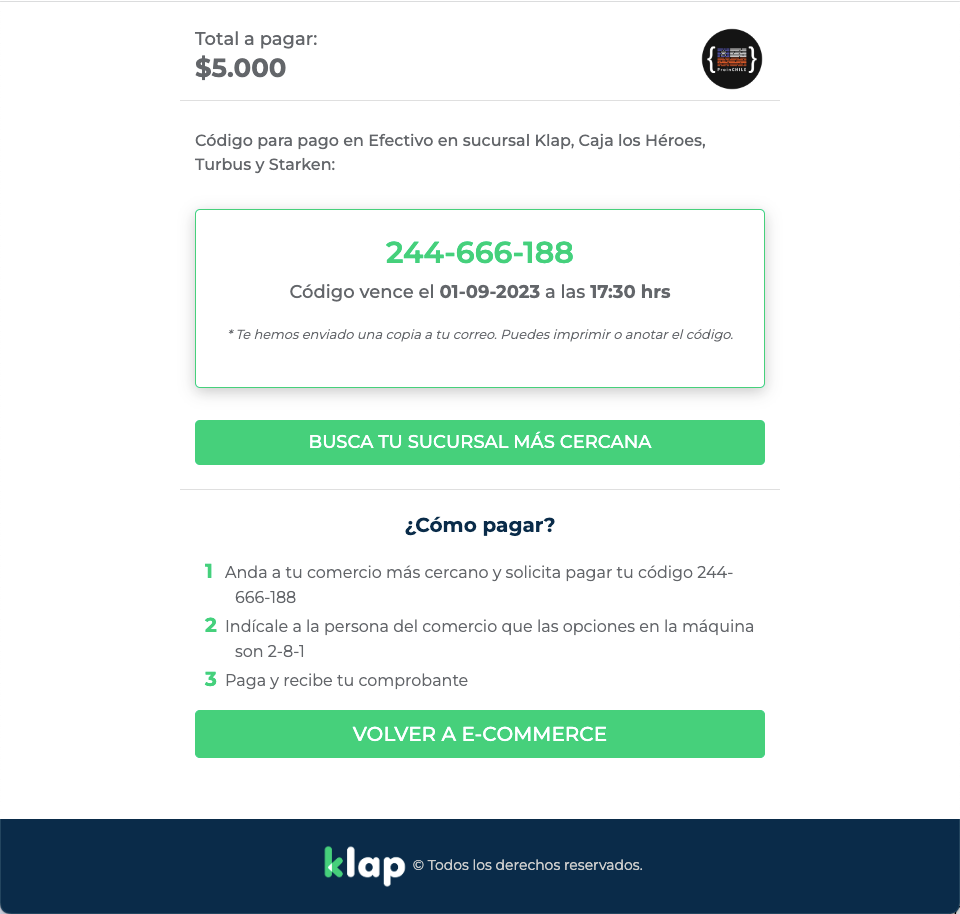 Total a pagar:
$5.000
Código para pago en Efectivo en sucursal Klap, Caja los Héroes,
Turbus y Starken:
244-666-188
Código vence el 01-09-2023 a las 17:30 hrs
* Te hemos enviado una copia a tu correo. Puedes imprimir o anotar el código.
BUSCA TU SUCURSAL MÁS CERCANA
¿Cómo pagar?
1 Anda a tu comercio más cercano y solicita pagar tu código 244-
666-188
2 Indícale a la persona del comercio que las opciones en la máquina
son 2-8-1
3 Paga y recibe tu comprobante
VOLVER A E-COMMERCE
klap © Todos los derechos reservados.